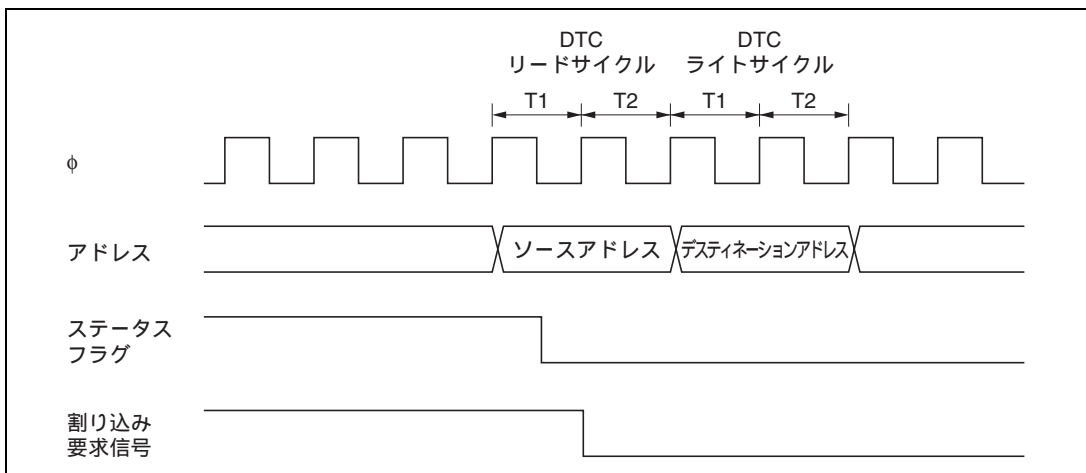 DTC DTC
リードサイクル ライトサイクル
T1 T2 T1 T2
φ
アドレス
ソースアドレス デスティネーションアドレス
ステータス
フラグ
割り込み
要求信号